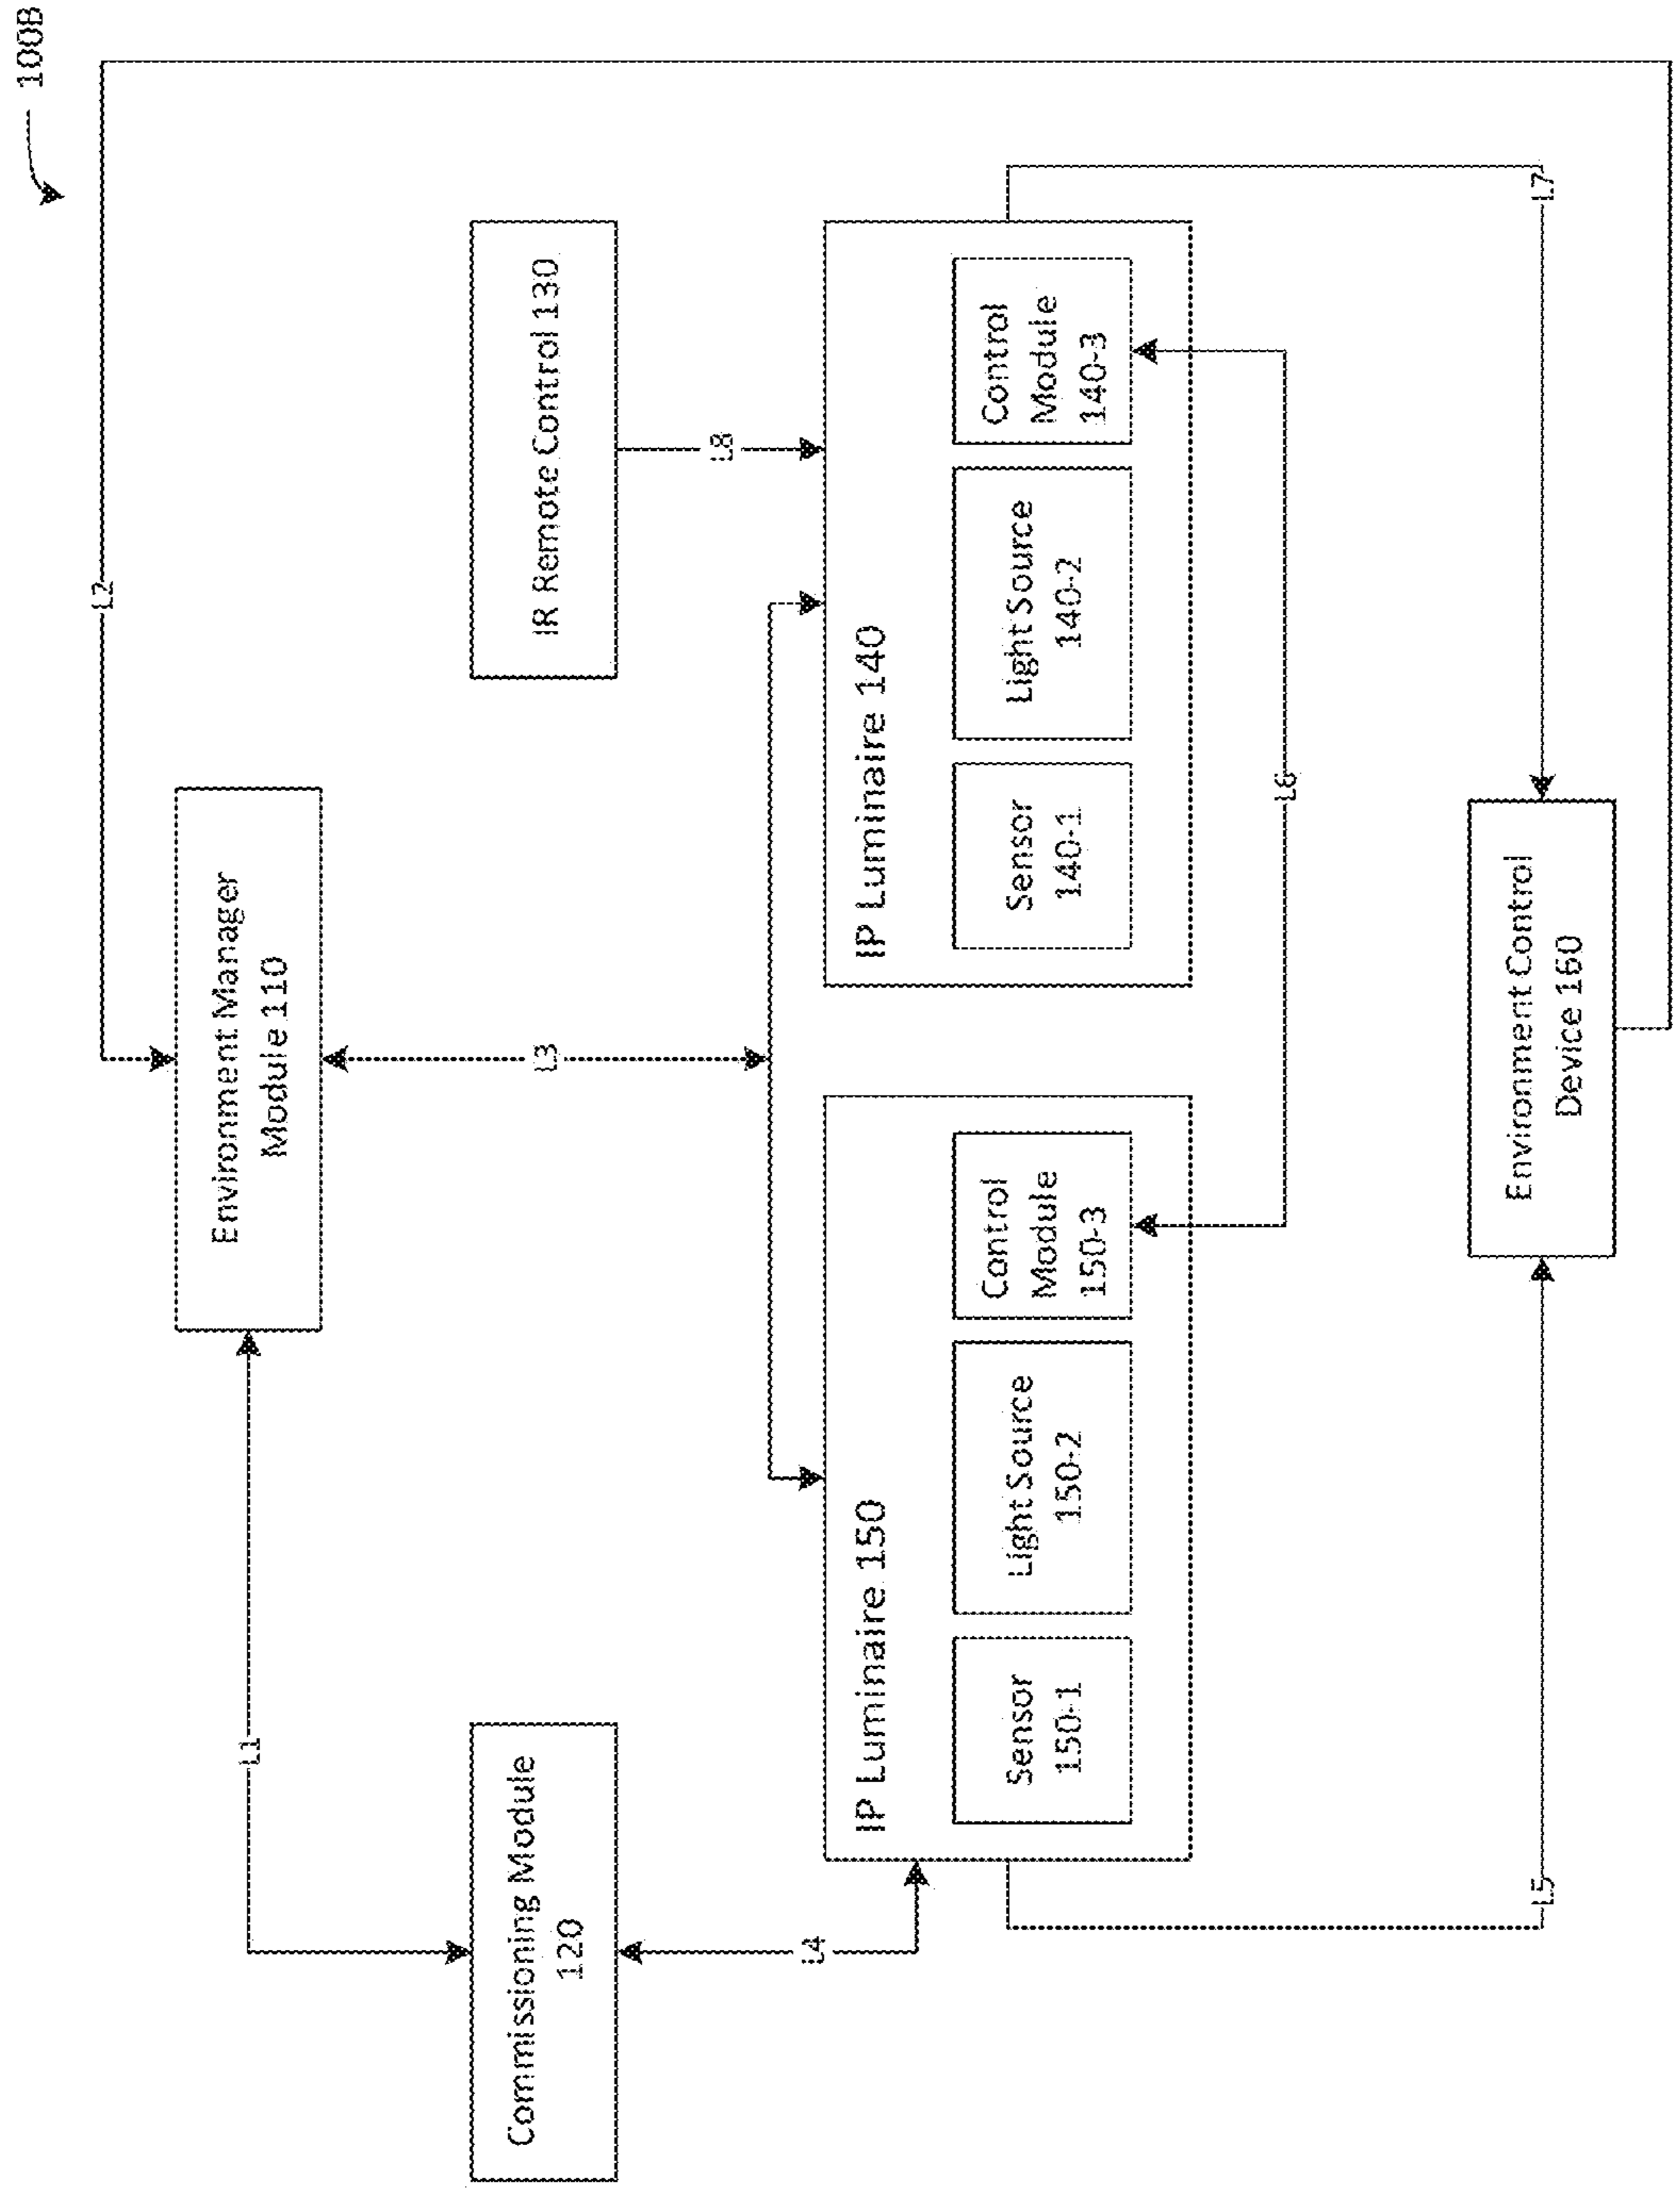 100B
L2
Environment Manager
Module 110
L1
L3
Commissioning Module
120
IR Remote Control 130
L4
L8
IP Luminaire 150
Sensor
150-1
Light Source
150-2
Control
Module
150-3
IP Luminaire 140
Sensor
140-1
Light Source
140-2
Control
Module
140-3
L6
L5
L7
Environment Control
Device 160